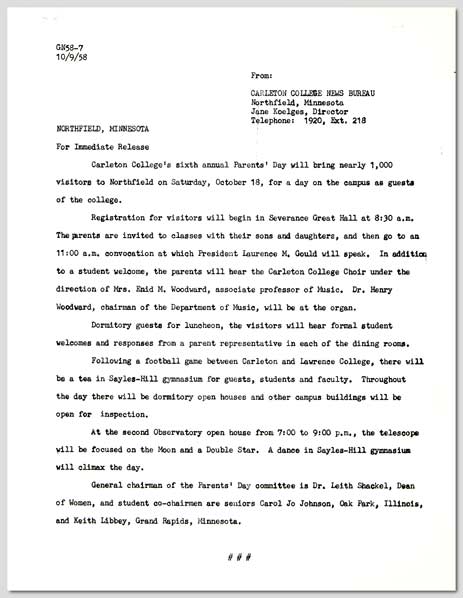 GN58-7
10/9/58
From:
CARLETON COLLEGE NEWS BUREAU
Northfield, Minnesota
Jane Koelges, Director
Telephone: 1920, Ext. 218
NORTHFIELD, MINNESOTA
For Immediate Release
Carleton College's sixth annual Parents' Day will bring nearly 1,000
visitors to Northfield on Saturday, October 18, for a day on the campus as guests
of the college.
Registration for visitors will begin in Severance Great Hall at 8:30 a.m.
The parents are invited to classes with their sons and daughters, and then go to an
11:00 a.m. convocation at which President Laurence M. Gould will speak. In addition
to a student welcome, the parents will hear the Carleton College Choir under the
direction of Mrs. Enid M. Woodward, associate professor of Music. Dr. Henry
Woodward, chairman of the Department of Music, will be at the organ.
Dormitory guests for luncheon, the visitors will hear formal student
welcomes and responses from a parent representative in each of the dining rooms.
Following a football game between Carleton and Lawrence College, there will
be a tea in Sayles-Hill gymnasium for guests, students and faculty. Throughout
the day there will be dormitory open houses and other campus buildings will be
open for inspection.
At the second Observatory open house from 7:00 to 9:00 p.m., the telescope
will be focused on the Moon and a Double Star. A dance in Sayles-Hill gymnasium
will climax the day.
General chairman of the Parents' Day committee is Dr. Leith Shackel, Dean
of Women, and student co-chairmen are seniors Carol Jo Johnson, Oak Park, Illinois,
and Keith Libbey, Grand Rapids, Minnesota.
# # #